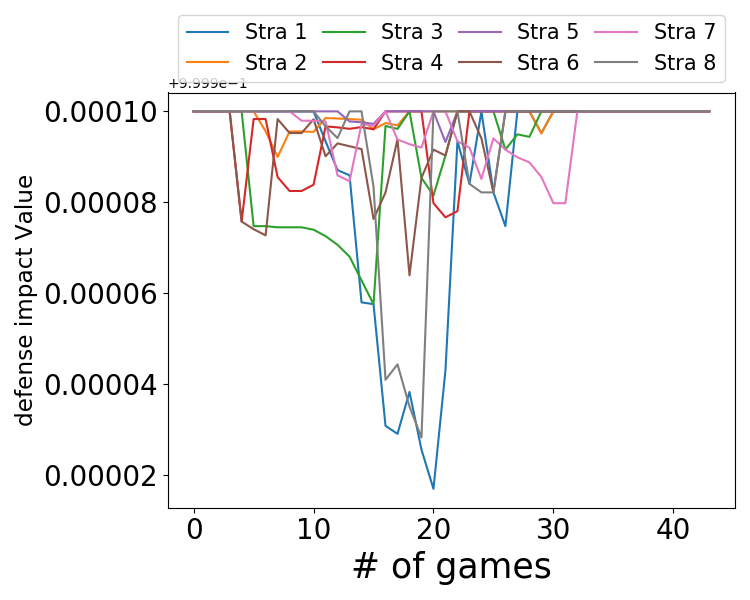 Stra 1 Stra 3 Stra 5 Stra 7
Stra 2 Stra 4 Stra 6 Stra 8
+9.999e−1
0.00010
0.00008
0.00006
0.00004
0.00002
defense impact Value
0 10 20 30 40
# of games